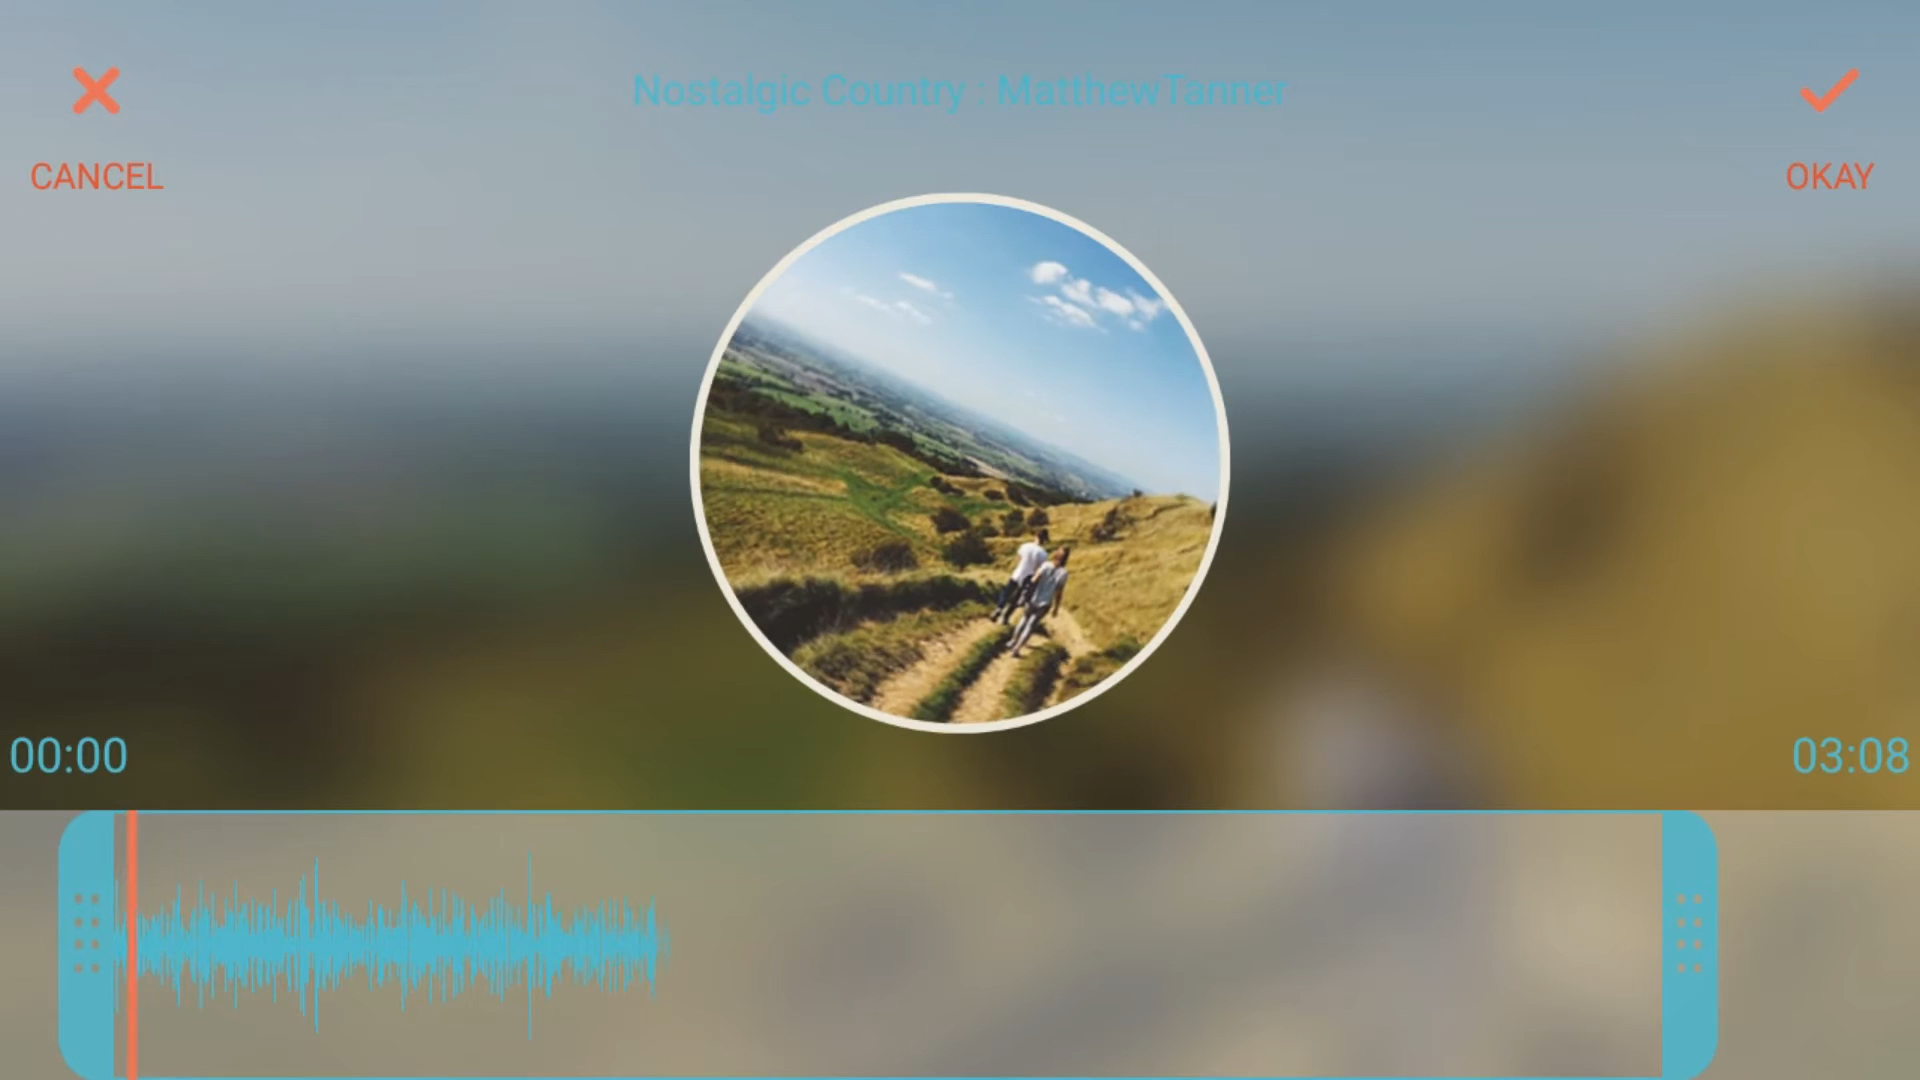 Nostalgic Country : MatthewTanner
CANCEL
OKAY
00:00
03:08